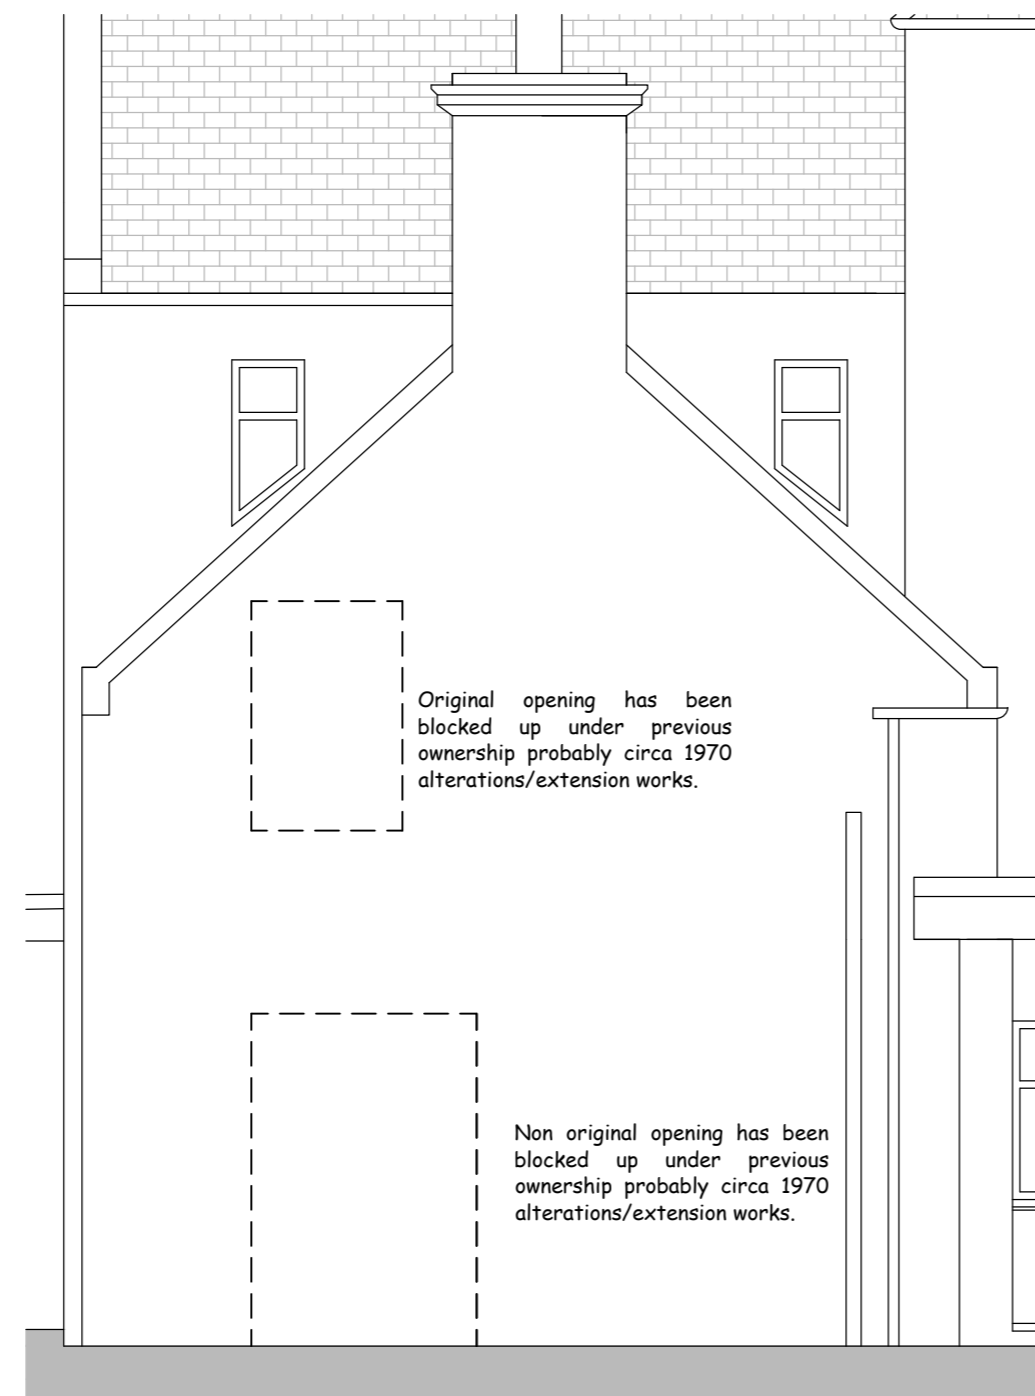 Original opening has been
blocked up under previous
ownership probably circa 1970
alterations/extension works.
Non original opening has been
blocked up under previous
ownership probably circa 1970
alterations/extension works.